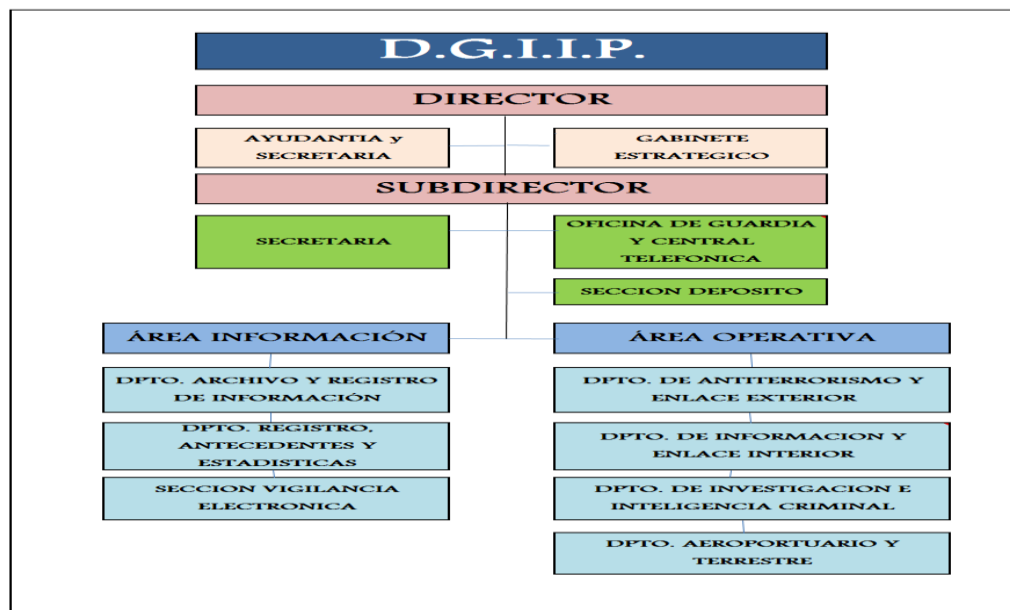 D.G.I.I.P.
DIRECTOR
AYUDANTIA y
SECRETARIA
GABINETE
ESTRATEGICO
SUBDIRECTOR
SECRETARIA
OFICINA DE GUARDIA
Y CENTRAL
TELEFONICA
SECCION DEPOSITO
ÁREA INFORMACIÓN
DPTO. ARCHIVO Y REGISTRO
DE INFORMACIÓN
DPTO. REGISTRO,
ANTECEDENTES Y
ESTADISTICAS
SECCION VIGILANCIA
ELECTRONICA
ÁREA OPERATIVA
DPTO. DE ANTITERRORISMO Y
ENLACE EXTERIOR
DPTO. DE INFORMACION Y
ENLACE INTERIOR
DPTO. DE INVESTIGACION E
INTELIGENCIA CRIMINAL
DPTO. AEROPORTUARIO Y
TERRESTRE